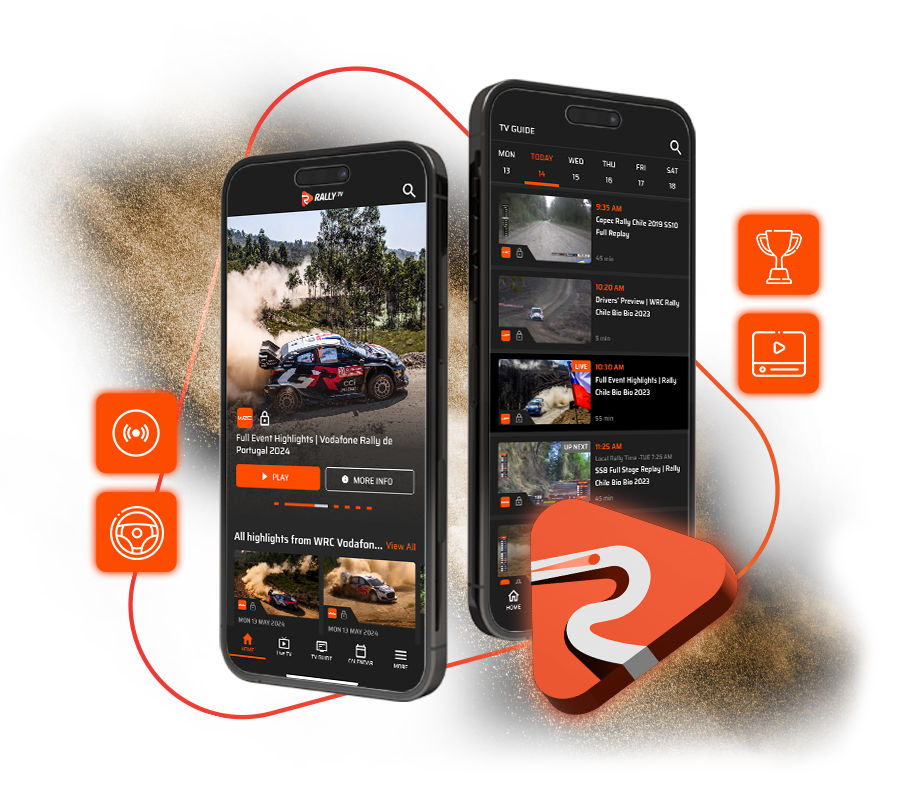 RALLY TV
WRC
Full Event Highlights | Vodafone Rally de
Portugal 2024
PLAY
MORE INFO
All highlights from WRC Vodafon...
View All
MON 13 MAY 2024
MON 13 MAY 2024
HOME
Live TV
TV GUIDE
CALENDAR
MORE
TV GUIDE
MON
TODAY
WED
THU
FRI
SAT
13
14
15
16
17
18
9:35 AM
Copec Rally Chile 2019 SS10
Full Replay
45 min
10:20 AM
Drivers' Preview | WRC Rally
Chile Bio Bio 2023
5 min
LIVE
10:30 AM
Full Event Highlights | Rally
Chile Bio Bio 2023
55 min
UP NEXT
11:25 AM
Local Rally Time -TUE 7:25 AM
SS8 Full Stage Replay | Rally
Chile Bio Bio 2023
45 min
HOME